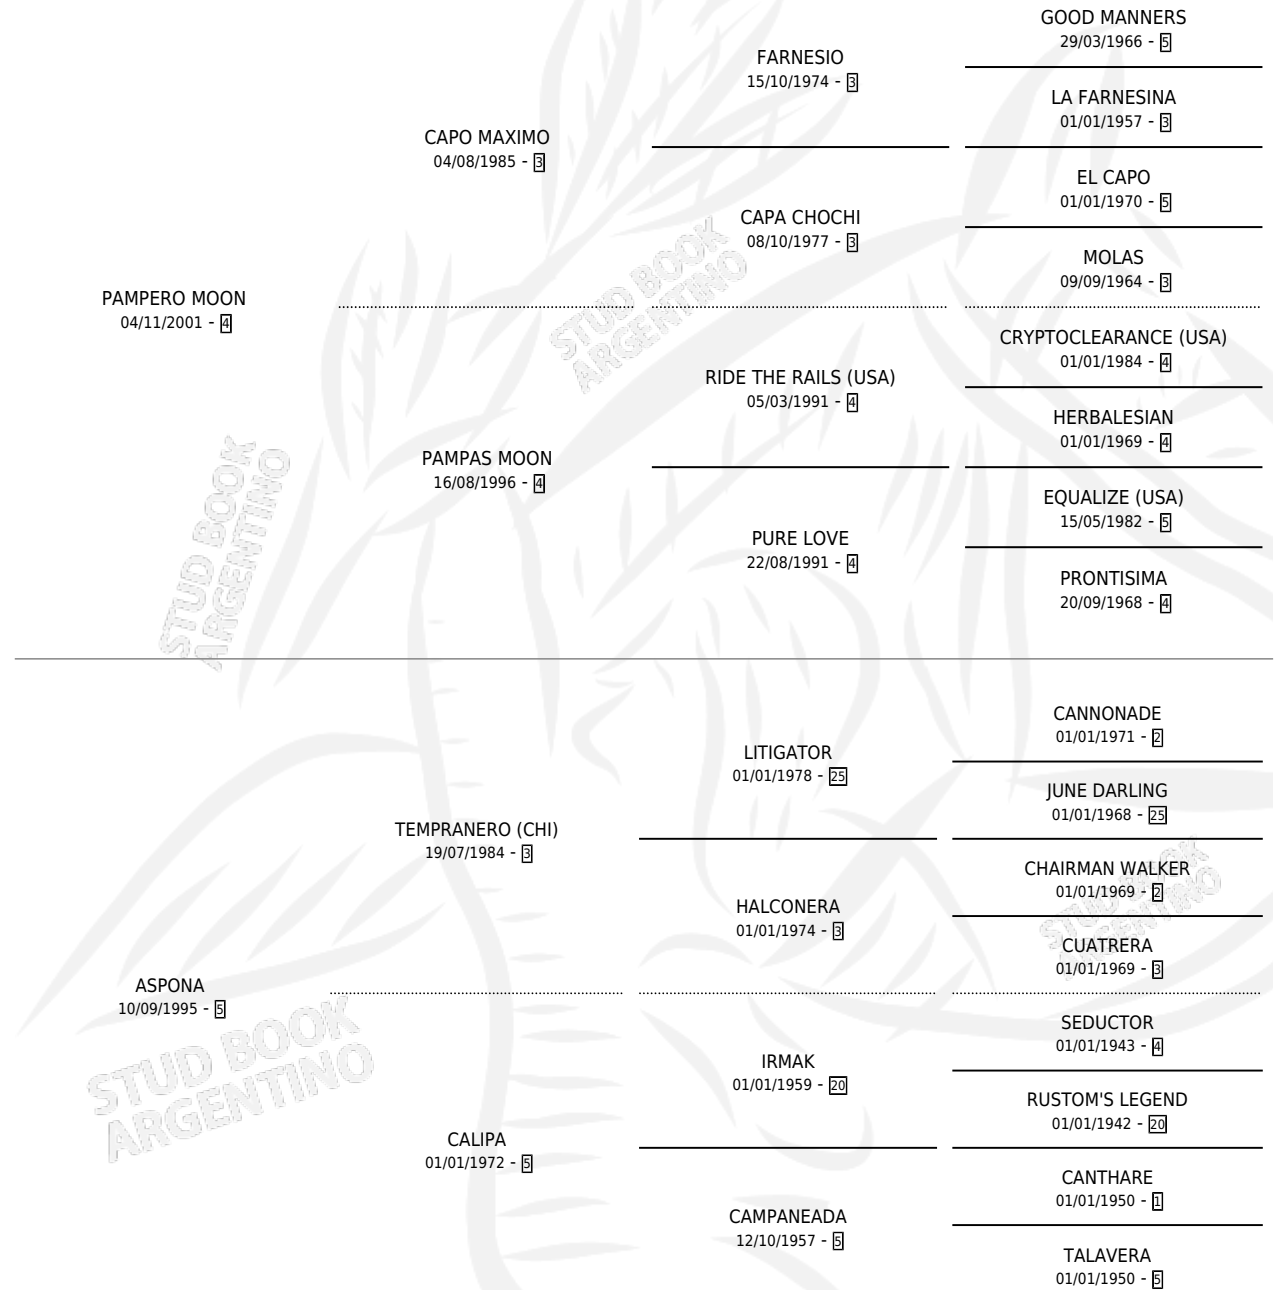 GOOD MANNERS
29/03/1966 - 5
FARNESIO
15/10/1974 - 3
LA FARNESINA
01/01/1957 - 3
CAPO MAXIMO
04/08/1985 - 3
EL CAPO
01/01/1970 - 5
CAPA CHOCHI
08/10/1977 - 3
MOLAS
09/09/1964 - 3
PAMPERO MOON
04/11/2001 - 4
STUD BOOK
ARGENTINO
CRYPTOCLEARANCE (USA)
01/01/1984 - 4
RIDE THE RAILS (USA)
05/03/1991 - 4
HERBALESIAN
01/01/1969 - 4
PAMPAS MOON
16/08/1996 - 4
EQUALIZE (USA)
15/05/1982 - 5
PURE LOVE
22/08/1991 - 4
PRONTISIMA
20/09/1968 - 4
STUD BOOK
ARGENTINO
CANNONADE
01/01/1971 - 2
LITIGATOR
01/01/1978 - 25
JUNE DARLING
01/01/1968 - 25
TEMPRANERO (CHI)
19/07/1984 - 3
CHAIRMAN WALKER
01/01/1969 - 2
HALCONERA
01/01/1974 - 3
CUATRERA
01/01/1969 - 3
STUD BOOK
ARGENTINO
ASPONA
10/09/1995 - 5
SEDUCTOR
01/01/1943 - 4
IRMAK
01/01/1959 - 20
RUSTOM'S LEGEND
01/01/1942 - 20
STUD BOOK
ARGENTINO
CALIPA
01/01/1972 - 5
CANTHARE
01/01/1950 - 1
CAMPANEADA
12/10/1957 - 5
TALAVERA
01/01/1950 - 5